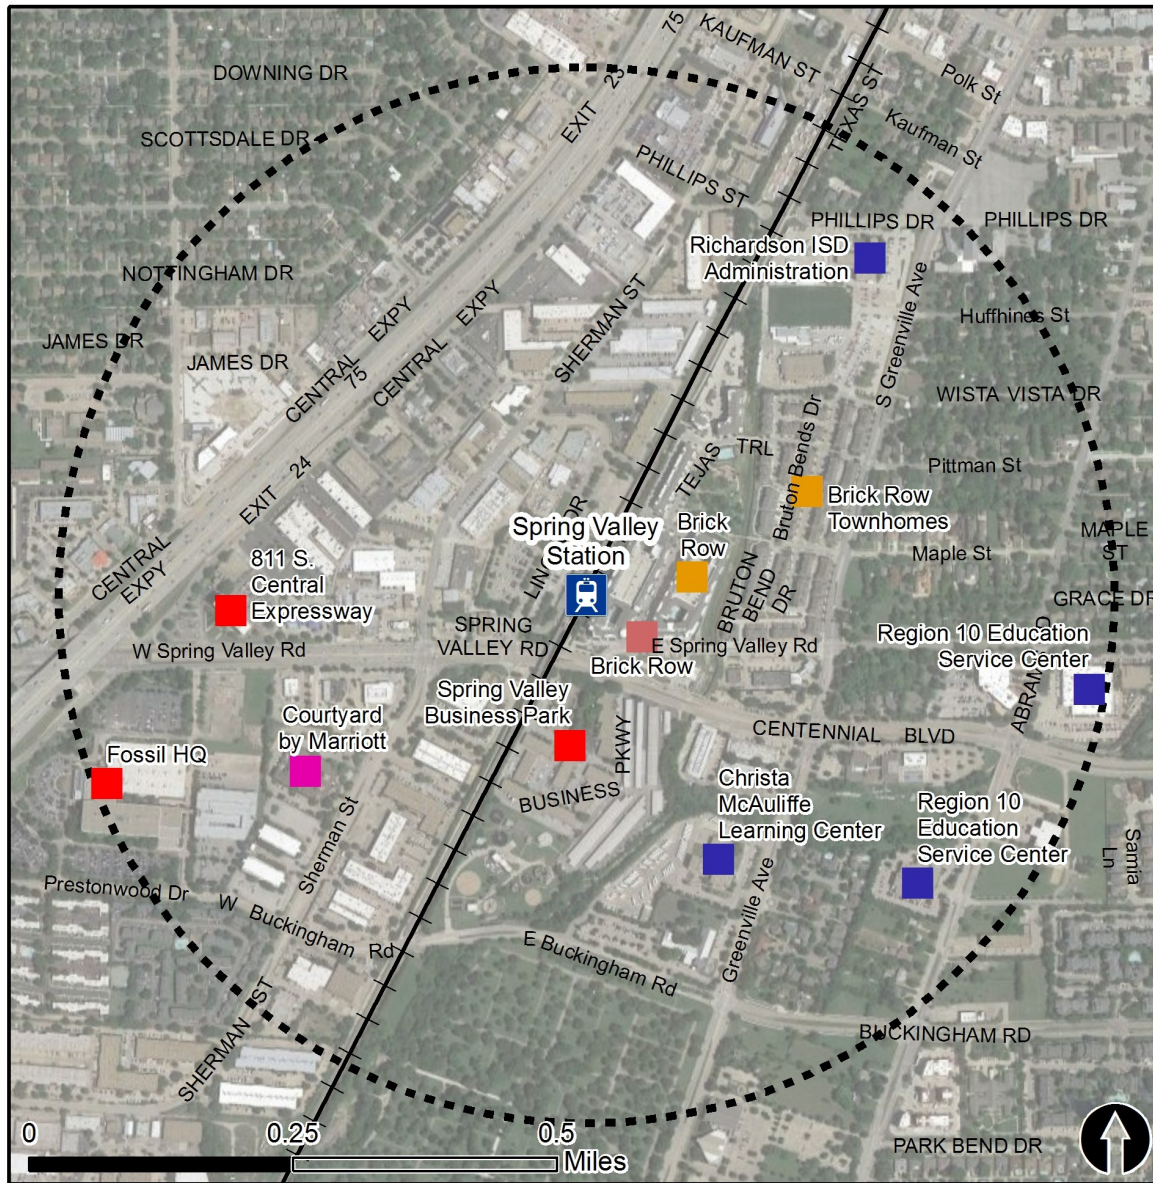 75
KAUFMAN ST
DOWNING DR
EXIT 23
TEXAS ST
Polk St
SCOTTSDALE DR
Kaufman St
PHILLIPS ST
PHILLIPS DR
PHILLIPS DR
Richardson ISD
Administration
NOTTINGHAM DR
S Greenville Ave
CENTRAL EXPY
75
CENTRAL EXPY
SHERMAN ST
Huffhines St
JAMES DR
JAMES DR
WISTA VISTA DR
Bruton Bends Dr
TEJAS TRL
Pittman St
EXIT 24
Brick Row
Townhomes
Spring Valley
Station
Brick
Row
MAPLE
ST
Maple St
CENTRAL
EXPY
811 S.
Central
Expressway
BRUTON
BEND
DR
GRACE DR
SPRING
VALLEY RD
W Spring Valley Rd
E Spring Valley Rd
Brick Row
Region 10 Education
Service Center
Spring Valley
Business Park
Courtyard
by Marriott
Fossil HQ
PKWY
BUSINESS
CENTENNIAL BLVD
Christa
McAuliffe
Learning Center
Region 10
Education
Service Center
Samia
Ln
Sherman St
Prestonwood Dr
W Buckingham Rd
E Buckingham Rd
Greenville Ave
SHERMAN ST
BUCKINGHAM RD
PARK BEND DR
0 0.25 0.5
Miles